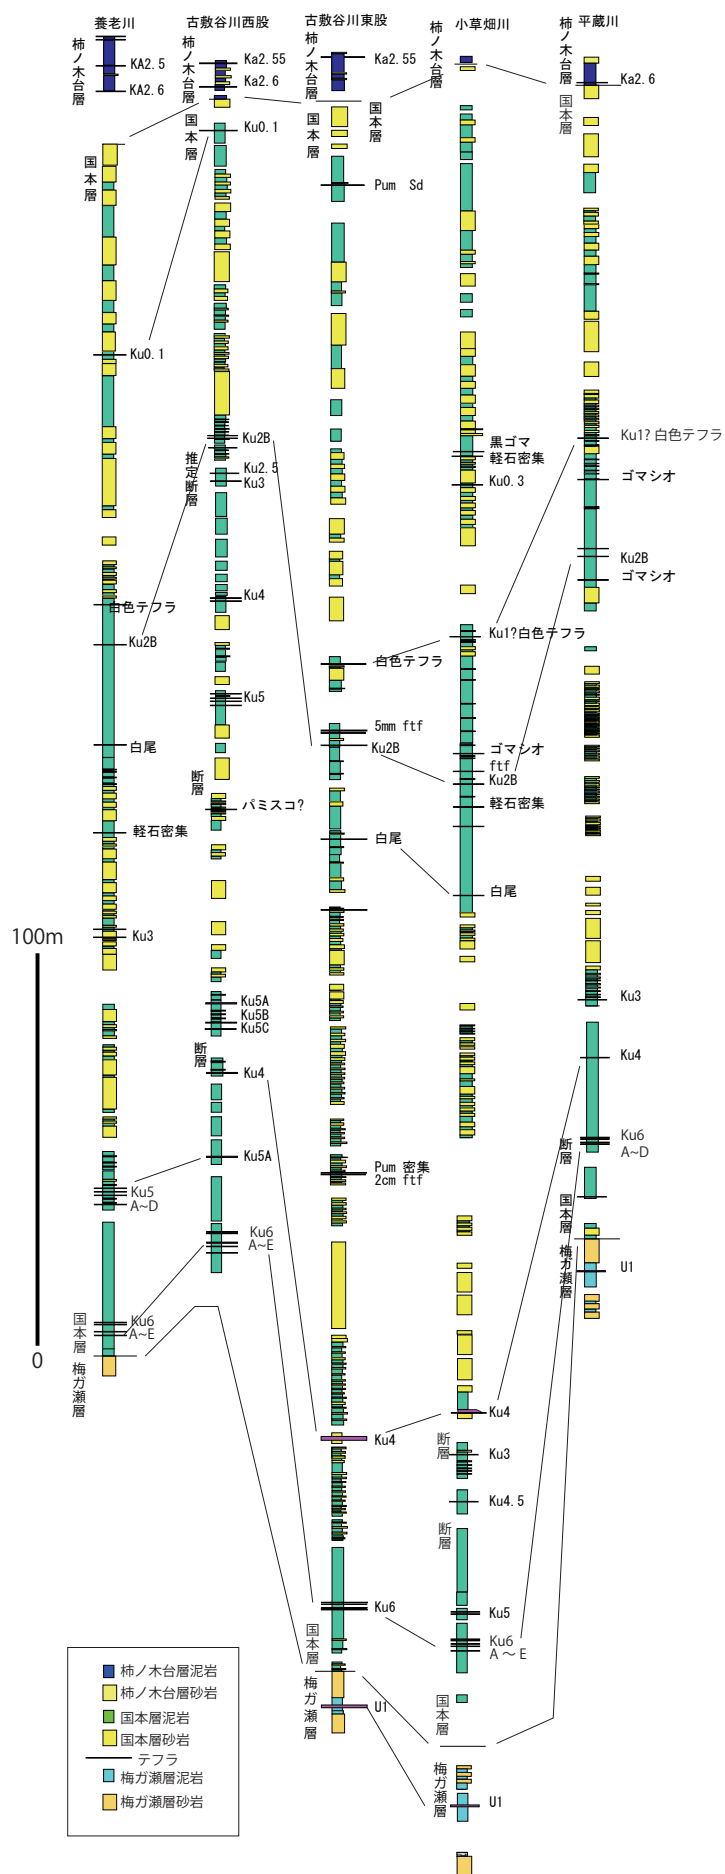 養老川
柿ノ木台層
KA2.5
KA2.6
国本層
Ku0.1
白色テフラ
Ku2B
白尾
軽石密集
Ku3
Ku5
A~D
Ku6
A~E
国本層
梅ガ瀬層
100m
0
古敷谷川西股
柿ノ木台層
Ka2.55
Ka2.6
国本層
Ku0.1
Ku2B
推定断層
Ku2.5
Ku3
Ku4
Ku5
断層
パミスコ?
Ku5A
Ku5B
Ku5C
断層
Ku4
Ku5A
Ku6
A~E
古敷谷川東股
Ka2.55
国本層
国本層
Pum Sd
白色テフラ
5mm ftf
Ku2B
白尾
Pum 密集
2cm ftf
Ku4
Ku6
国本層
梅ガ瀬層
U1
小草畑川
柿ノ木台層
黒ゴマ
軽石密集
Ku0.3
Ku1?白色テフラ
ゴマシオ
ftf
Ku2B
軽石密集
白尾
Ku4
断層
Ku3
Ku4.5
断層
Ku5
Ku6
A～E
国本層
梅ガ瀬層
U1
平蔵川
柿ノ木台層
Ka2.6
国本層
Ku1? 白色テフラ
ゴマシオ
Ku2B
ゴマシオ
Ku3
Ku4
Ku6
A~D
断層
国本層
梅ガ瀬層
U1
柿ノ木台層泥岩
柿ノ木台層砂岩
国本層泥岩
国本層砂岩
テフラ
梅ガ瀬層泥岩
梅ガ瀬層砂岩